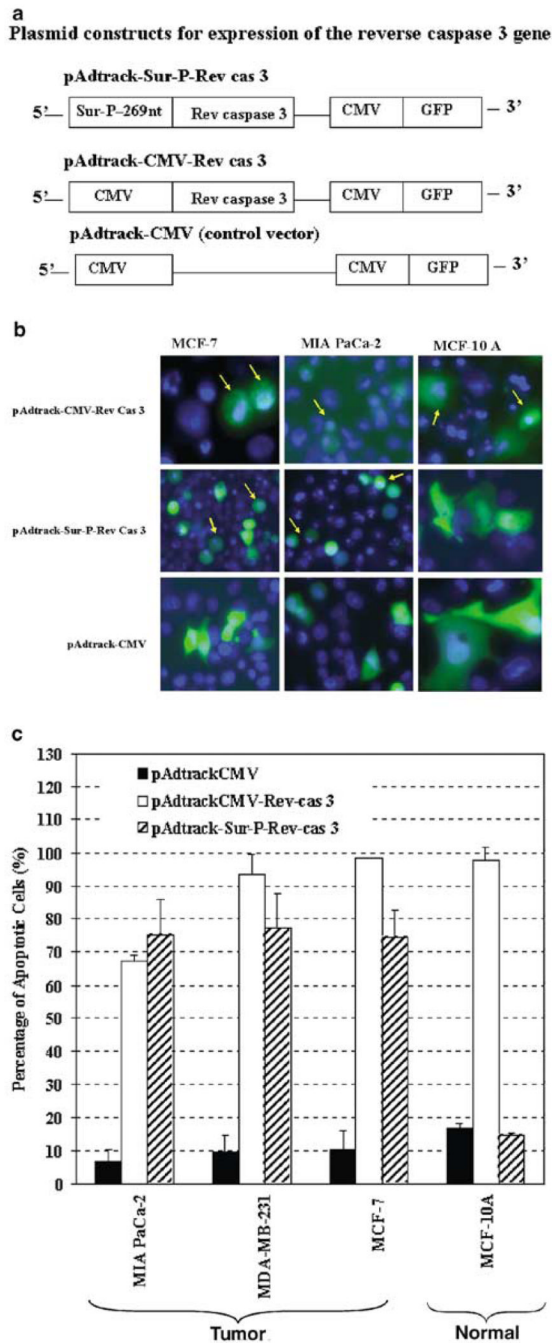 a
Plasmid constructs for expression of the reverse caspase 3 gene
pAdtrack-Sur-P-Rev cas 3
5’ Sur-P–269nt Rev caspase 3 CMV GFP – 3’
pAdtrack-CMV-Rev cas 3
5’ CMV Rev caspase 3 CMV GFP – 3’
pAdtrack-CMV (control vector)
5’ CMV CMV GFP – 3’
b
MCF-7 MIA PaCa-2 MCF-10 A
pAdtrack-CMV-Rev Cas 3
pAdtrack-Sur-P-Rev Cas 3
pAdtrack-CMV
c
Percentage of Apoptotic Cells (%)
130
120
110
100
90
80
70
60
50
40
30
20
10
0
pAdtrackCMV
pAdtrackCMV-Rev-cas 3
pAdtrack-Sur-P-Rev-cas 3
MIA PaCa-2
MDA-MB-231
MCF-7
MCF-10A
Tumor Normal